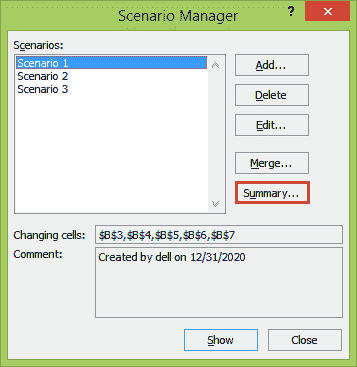 Scenario Manager
?
Scenarios:
Scenario 1
Scenario 2
Scenario 3
Add...
Delete
Edit...
Merge...
Summary...
Changing cells: $B$3,$B$4,$B$5,$B$6,$B$7
Comment: Created by dell on 12/31/2020
Show Close